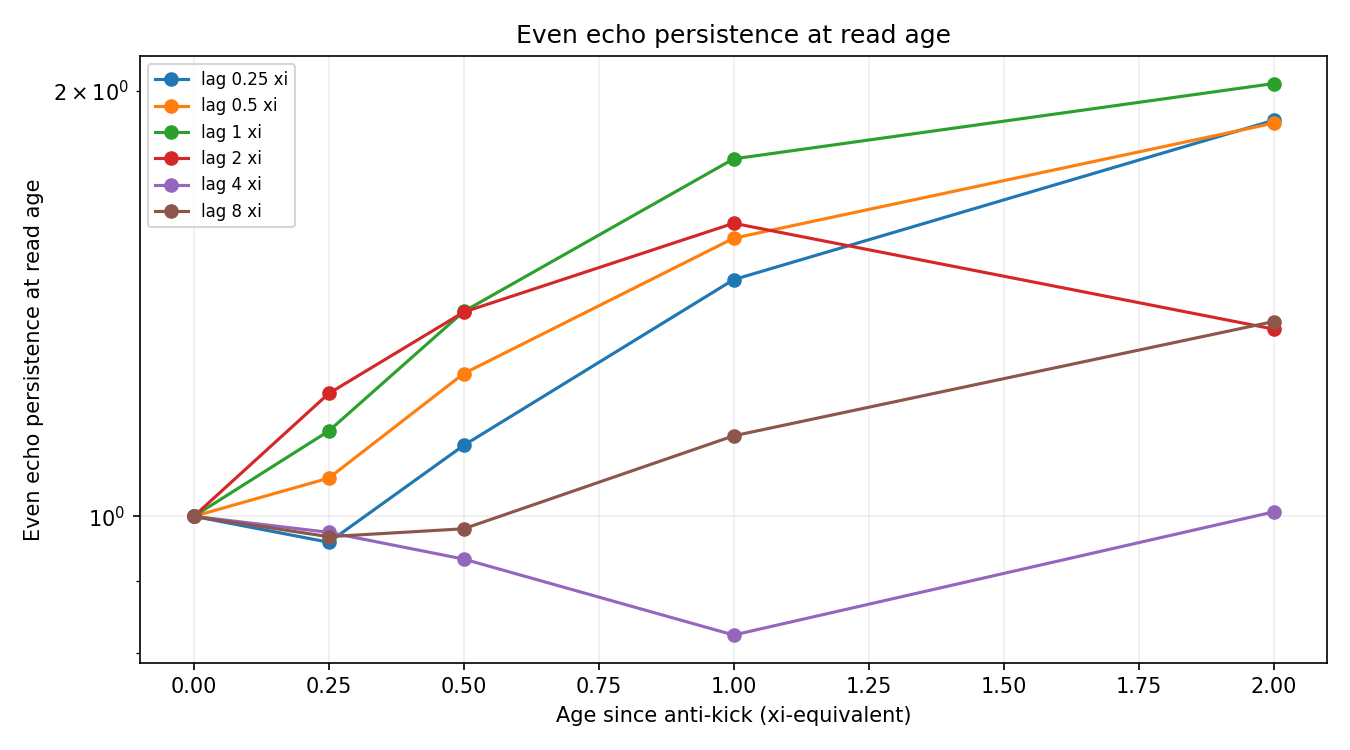 Even echo persistence at read age
Even echo persistence at read age
2 × 10⁰
10⁰
lag 0.25 xi
lag 0.5 xi
lag 1 xi
lag 2 xi
lag 4 xi
lag 8 xi
0.00 0.25 0.50 0.75 1.00 1.25 1.50 1.75 2.00
Age since anti-kick (xi-equivalent)